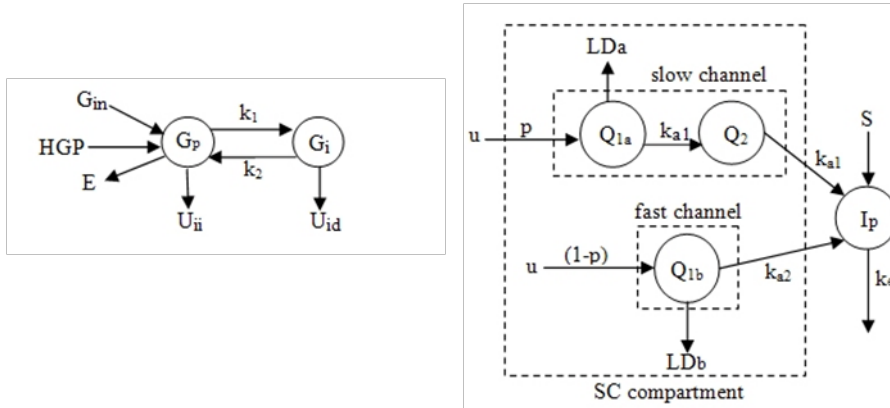 Gin
HGP
E
Gp
k1
k2
Gi
Uii
Uid
LDa
slow channel
u
p
Q1a
ka1
Q2
ka1
S
fast channel
u
(1-p)
Q1b
ka2
Ip
LDb
SC compartment